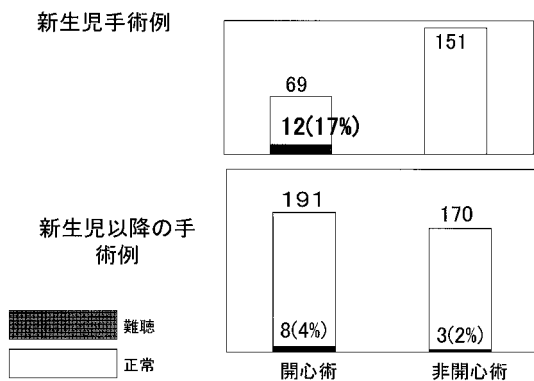 新生児手術例
151
69
12(17%)
191
170
新生児以降の手
術例
8(4%)
3(2%)
難聴
正常
開心術
非開心術